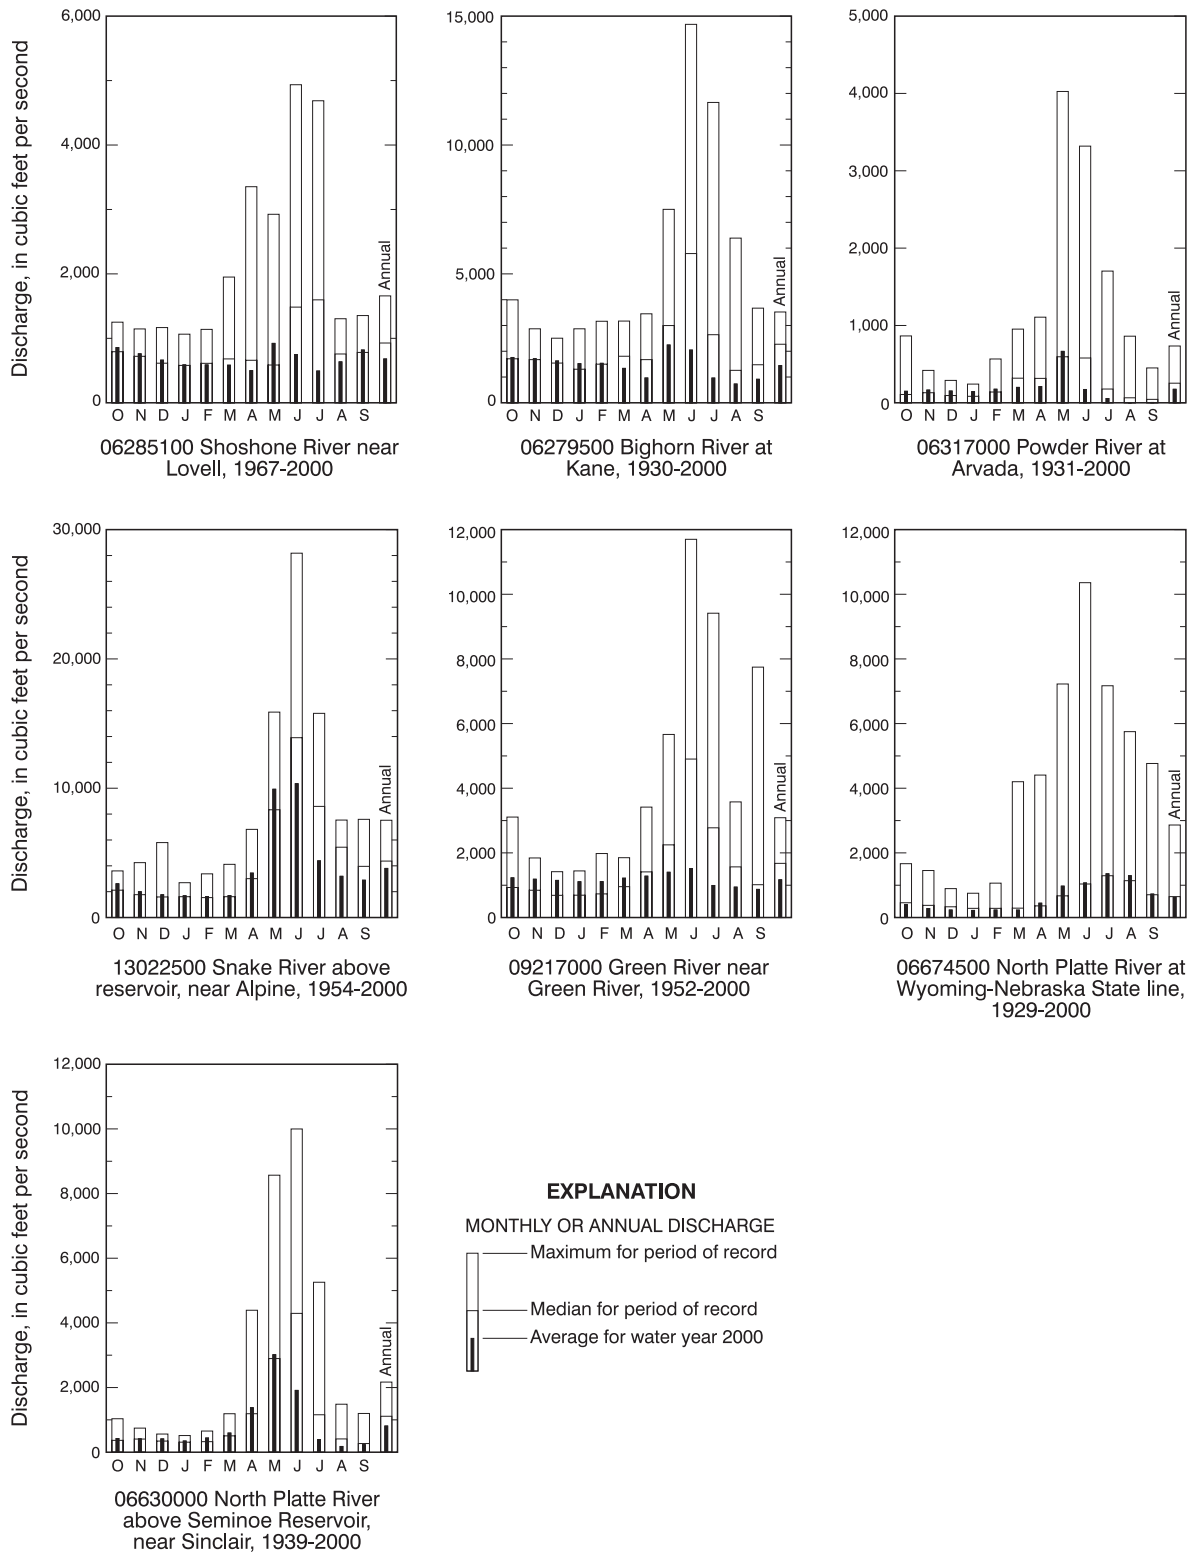 Discharge, in cubic feet per second
6,000
4,000
2,000
0
Annual
O N D J F M A M J J A S
06285100 Shoshone River near
Lovell, 1967-2000
15,000
10,000
5,000
0
Annual
O N D J F M A M J J A S
06279500 Bighorn River at
Kane, 1930-2000
5,000
4,000
3,000
2,000
1,000
0
Annual
O N D J F M A M J J A S
06317000 Powder River at
Arvada, 1931-2000
Discharge, in cubic feet per second
30,000
20,000
10,000
0
Annual
O N D J F M A M J J A S
13022500 Snake River above
reservoir, near Alpine, 1954-2000
12,000
10,000
8,000
6,000
4,000
2,000
0
Annual
O N D J F M A M J J A S
09217000 Green River near
Green River, 1952-2000
12,000
10,000
8,000
6,000
4,000
2,000
0
Annual
O N D J F M A M J J A S
06674500 North Platte River at
Wyoming-Nebraska State line,
1929-2000
Discharge, in cubic feet per second
12,000
10,000
8,000
6,000
4,000
2,000
0
Annual
O N D J F M A M J J A S
06630000 North Platte River
above Seminoe Reservoir,
near Sinclair, 1939-2000
EXPLANATION
MONTHLY OR ANNUAL DISCHARGE
Maximum for period of record
Median for period of record
Average for water year 2000